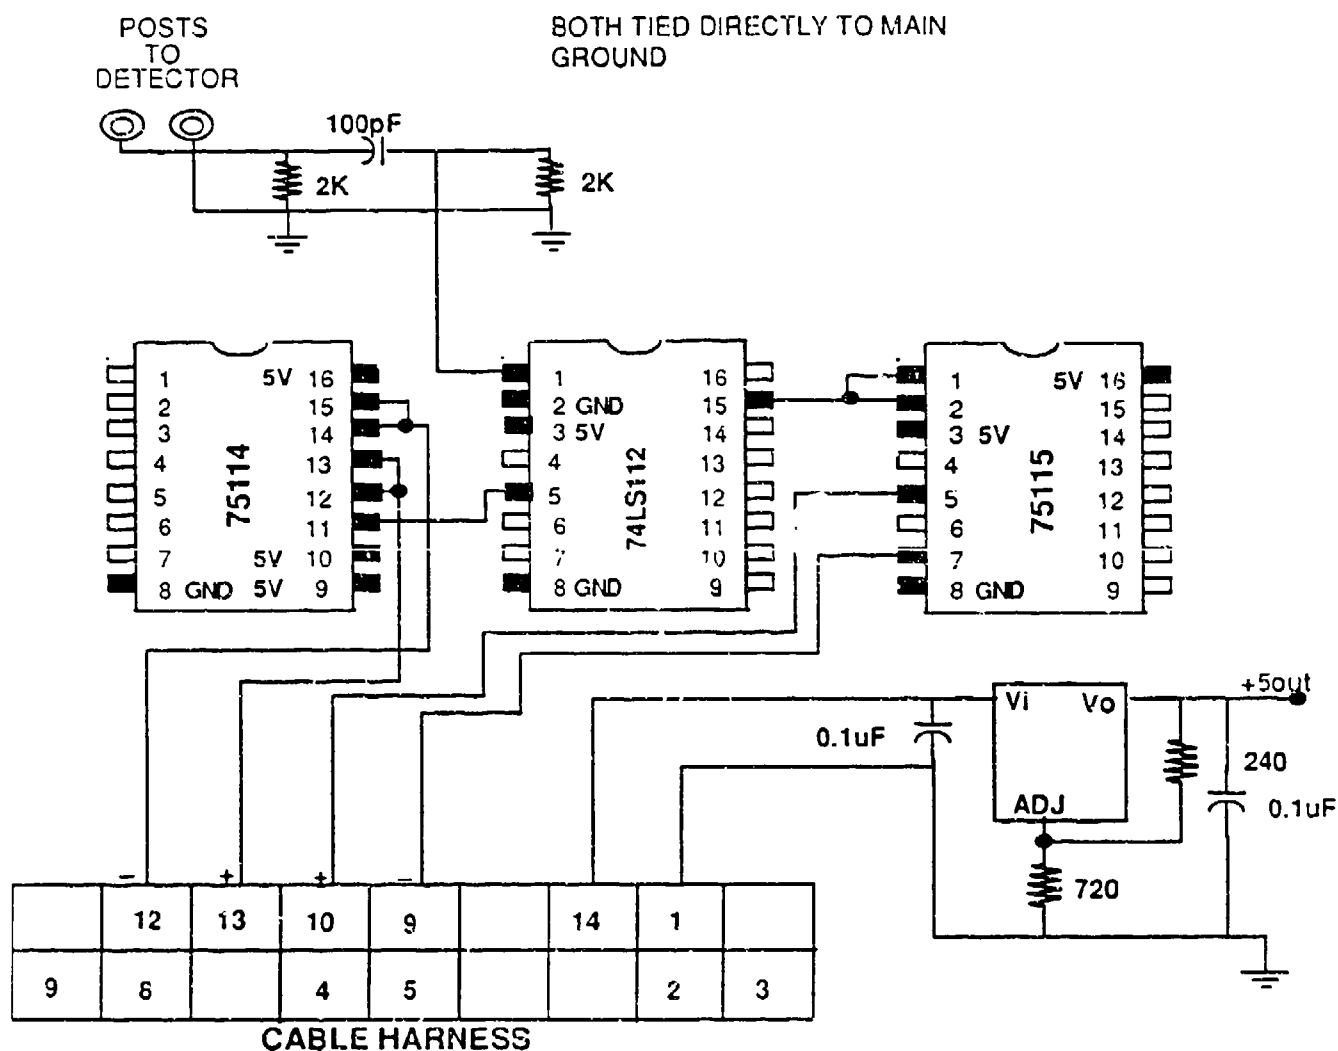 POSTS
TO
DETECTOR
BOTH TIED DIRECTLY TO MAIN
GROUND
100pF
2K
2K
1 5V 16
2 15
3 14
4 13
5 12
6 11
7 5V 10
8 GND 5V 9
75114
1 16
2 GND 15
3 5V 14
4 13
5 12
6 11
7 10
8 GND 9
74LS112
1 5V 16
2 15
3 5V 14
4 13
5 12
6 11
7 10
8 GND 9
75115
+5out
Vi Vo
0.1uF
240
ADJ
0.1uF
720
- + + -
12 13 10 9 14 1
9 8 4 5 2 3
CABLE HARNESS